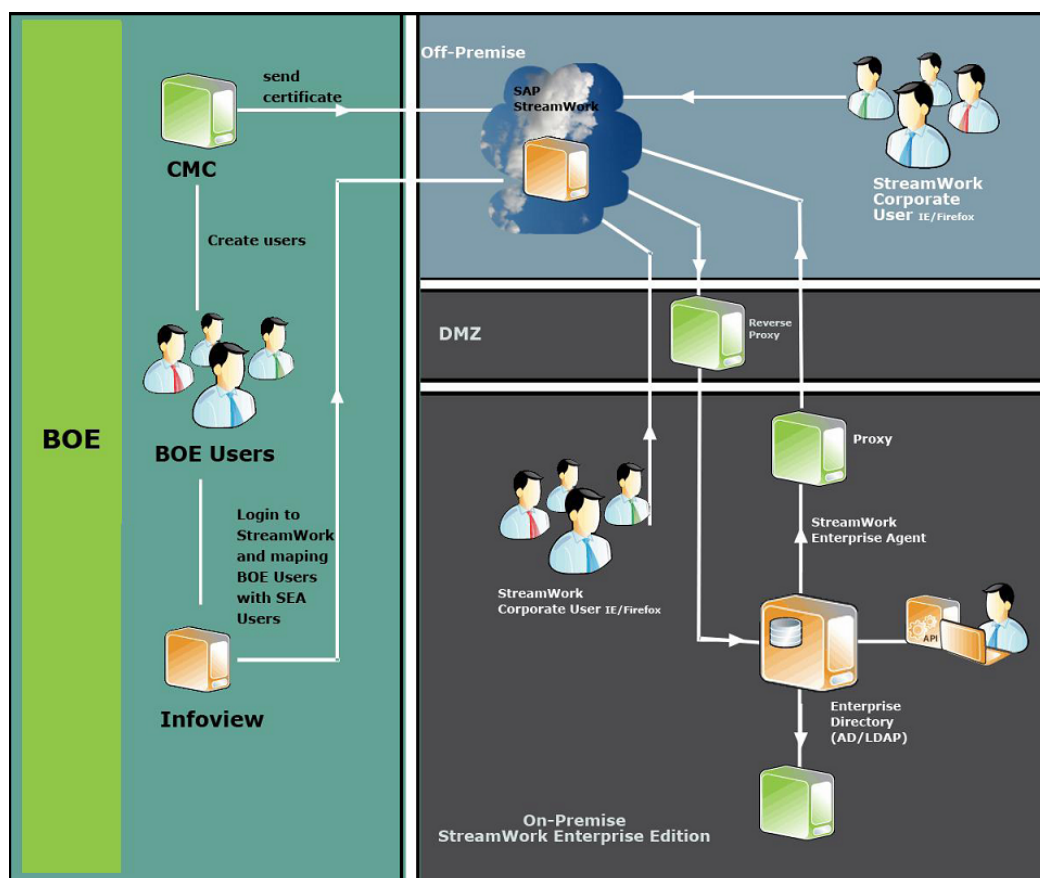 BOE
send
certificate
CMC
Create users
BOE Users
Login to
StreamWork
and maping
BOE Users
with SEA
Users
Infoview
Off-Premise
SAP
StreamWork
StreamWork
Corporate
User IE/Firefox
DMZ
Reverse
Proxy
Proxy
StreamWork
Enterprise Agent
StreamWork
Corporate User IE/Firefox
API
Enterprise
Directory
(AD/LDAP)
On-Premise
StreamWork Enterprise Edition